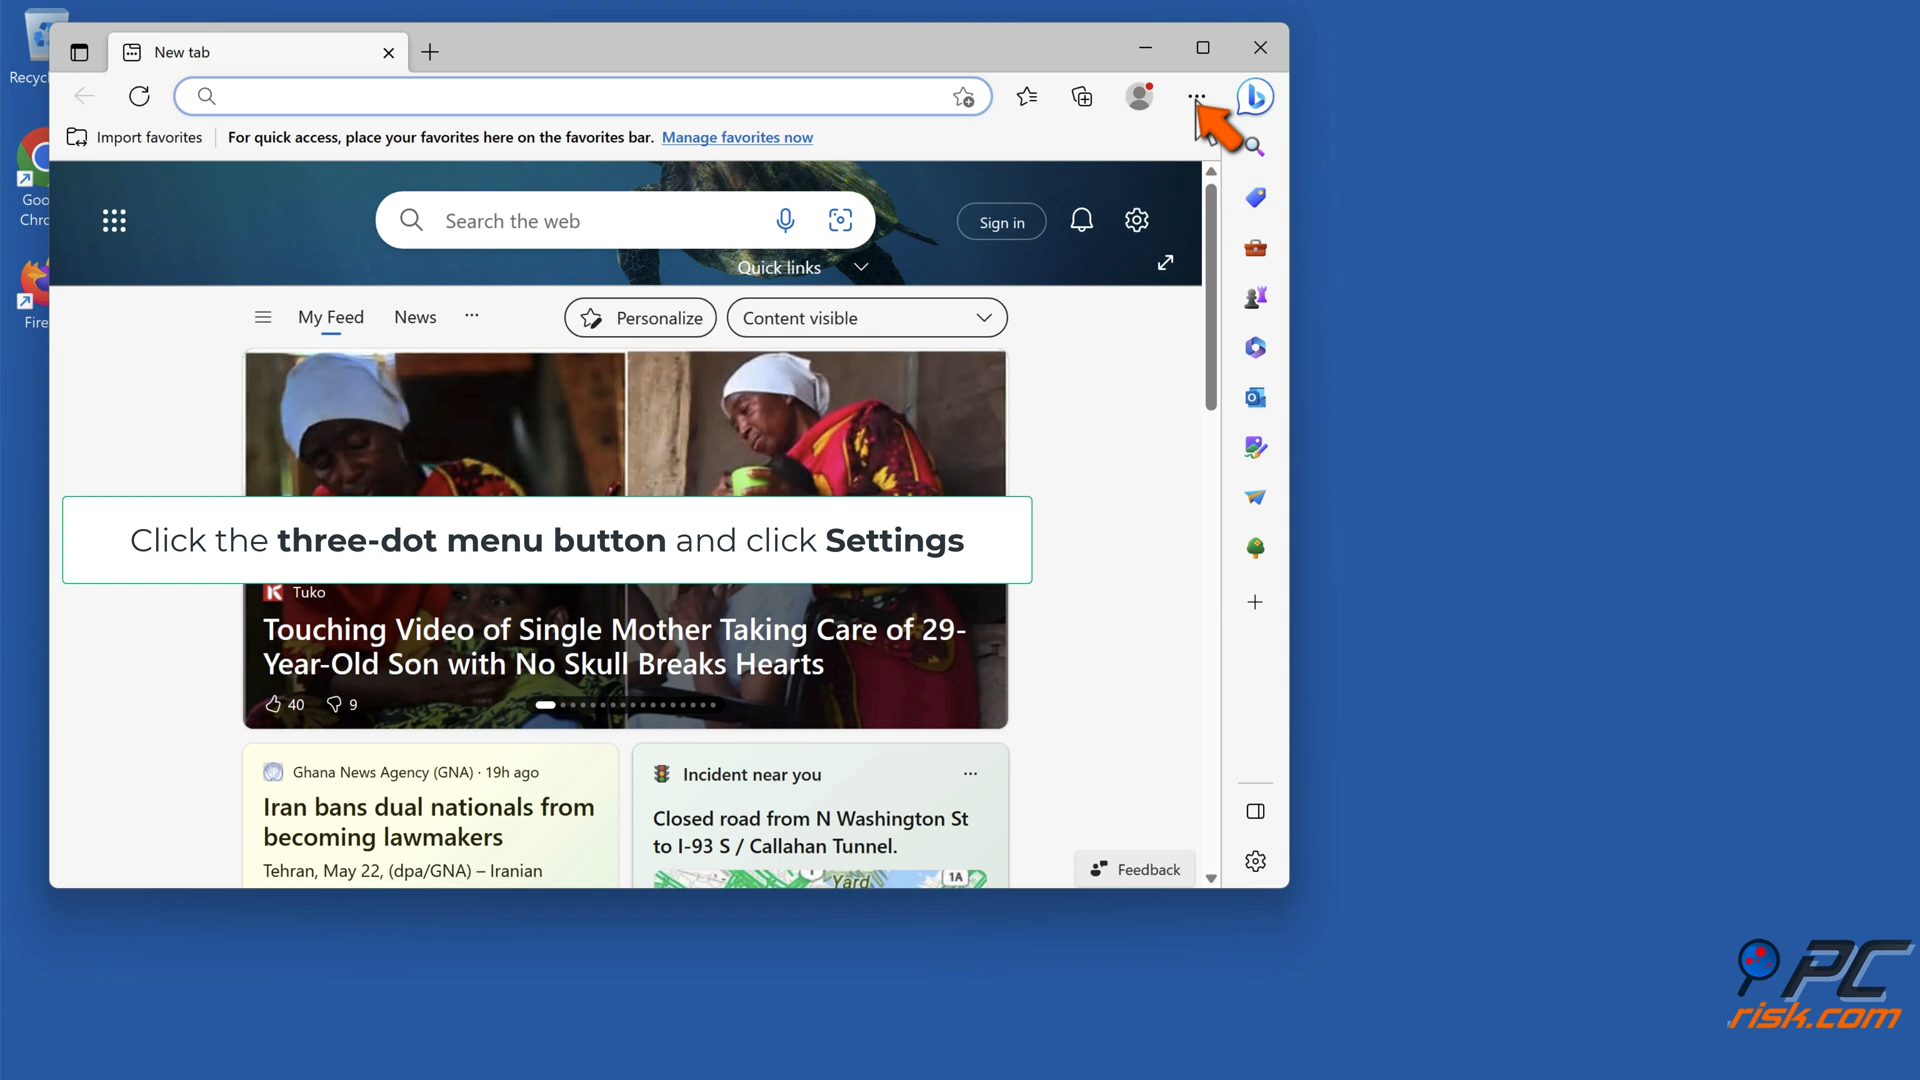 Recyc
New tab
Import favorites
For quick access, place your favorites here on the favorites bar. Manage favorites now
Goo
Chro
Search the web
Sign in
Quick links
Fire
My Feed
News
Personalize
Content visible
Click the three-dot menu button and click Settings
Tuko
Touching Video of Single Mother Taking Care of 29-
Year-Old Son with No Skull Breaks Hearts
40
9
Ghana News Agency (GNA) · 19h ago
Iran bans dual nationals from
becoming lawmakers
Tehran, May 22, (dpa/GNA) – Iranian
Incident near you
Closed road from N Washington St
to I-93 S / Callahan Tunnel.
Yard
1A
Feedback
PC
risk.com